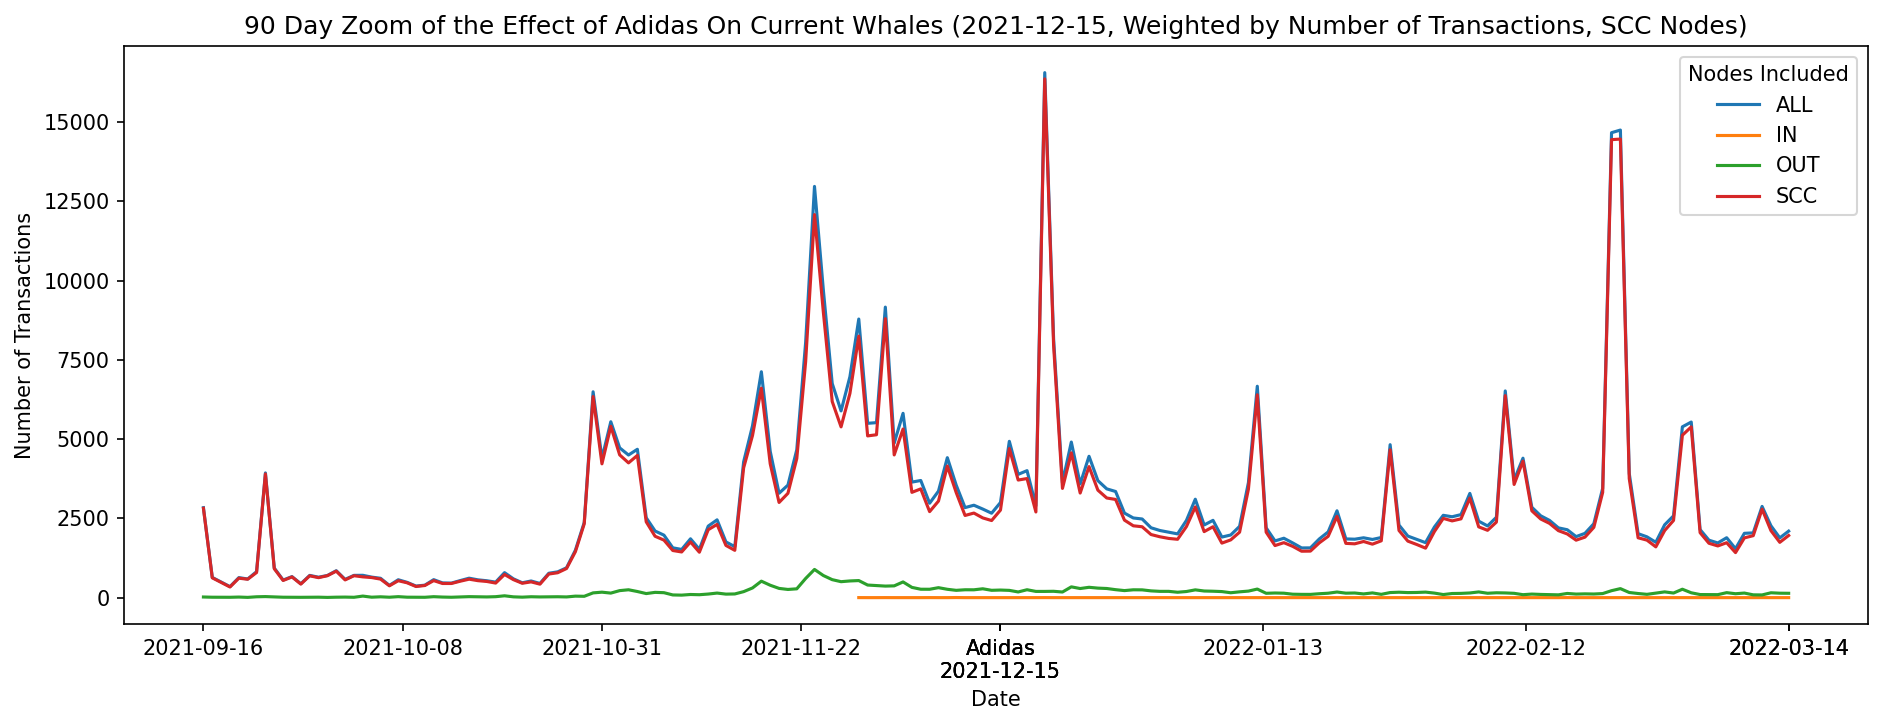 90 Day Zoom of the Effect of Adidas On Current Whales (2021-12-15, Weighted by Number of Transactions, SCC Nodes)
Nodes Included
ALL
IN
OUT
SCC
Number of Transactions
15000
12500
10000
7500
5000
2500
0
2021-09-16
2021-10-08
2021-10-31
2021-11-22
Adidas
2021-12-15
2022-01-13
2022-02-12
2022-03-14
Date